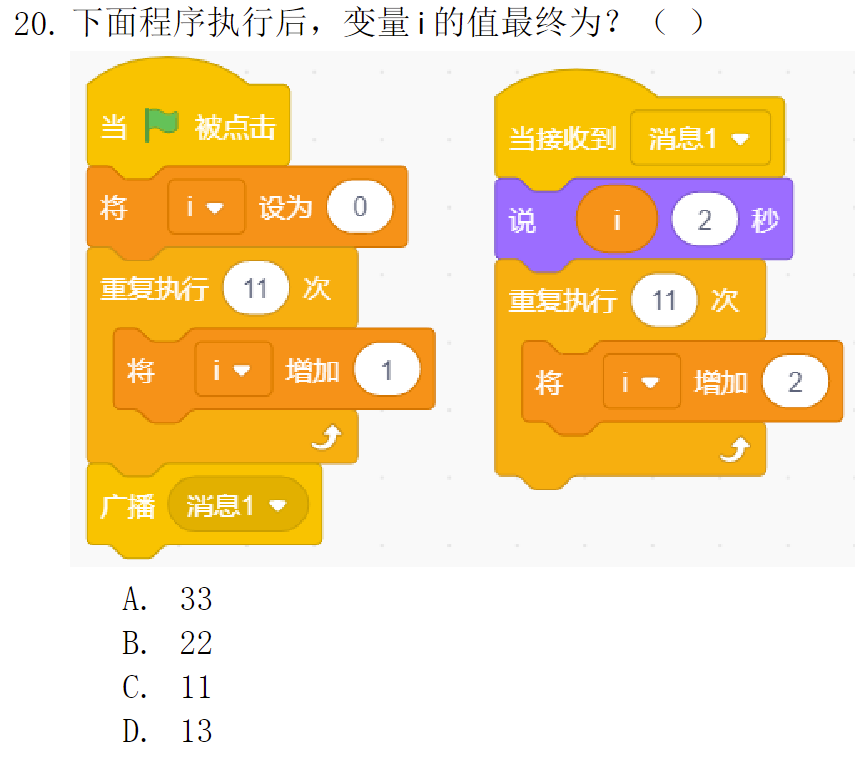 20. 下面程序执行后，变量i的值最终为？（ ）
当 被点击
将 i 设为 0
重复执行 11 次
将 i 增加 1
广播 消息1
当接收到 消息1
说 i 2 秒
重复执行 11 次
将 i 增加 2
A. 33
B. 22
C. 11
D. 13